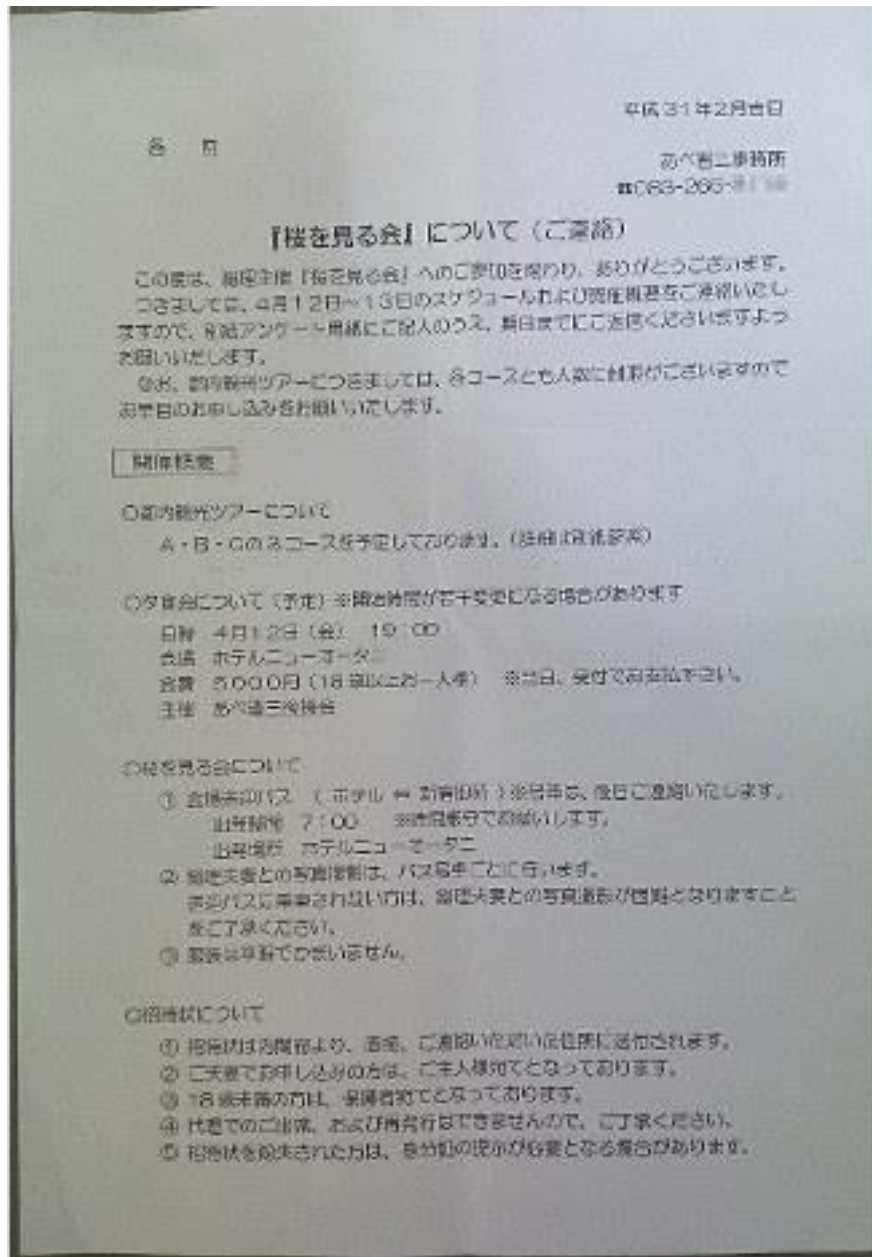 平成31年2月吉日
各 位
あべ晋三事務所
☎083-266-
『桜を見る会』について(ご連絡)
この度は、総理主催『桜を見る会』へのご参加を賜わり、ありがとうございます。
つきましては、4月12日~13日のスケジュールおよび開催概要をご連絡いたし
ますので、別紙アンケート用紙にご記入のうえ、期日までにご返信くださいますよう
お願いいたします。
なお、都内観光ツアーにつきましては、各コースとも人数に制限がございますので
お早目のお申し込みをお願いいたします。
開催概要
○都内観光ツアーについて
A・B・Cの3コースを予定しております。(詳細は別紙参照)
○夕食会について(予定)※開始時間が若干変更になる場合があります
日時 4月12日(金) 19:00
会場 ホテルニューオータニ
会費 5000円(18歳以上お一人様) ※当日、受付でお支払下さい。
主催 あべ晋三後援会
○桜を見る会について
① 会場送迎バス (ホテル ⇔ 新宿御苑)※号車は、後日ご連絡いたします。
出発時間 7:00 ※時間厳守でお願いします。
出発場所 ホテルニューオータニ
② 総理夫妻との写真撮影は、バス号車ごとに行います。
送迎バスに乗車されない方は、総理夫妻との写真撮影が困難となりますこと
をご了承ください。
③ 服装は平服でかまいません。
○招待状について
① 招待状は内閣府より、直接、ご連絡いただいた住所に送付されます。
② ご夫妻でお申し込みの方は、ご主人様宛てとなっております。
③ 18歳未満の方は、保護者宛てとなっております。
④ 代理でのご出席、および再発行はできませんので、ご了承ください。
⑤ 招待状を紛失された方は、身分証の提示が必要となる場合があります。